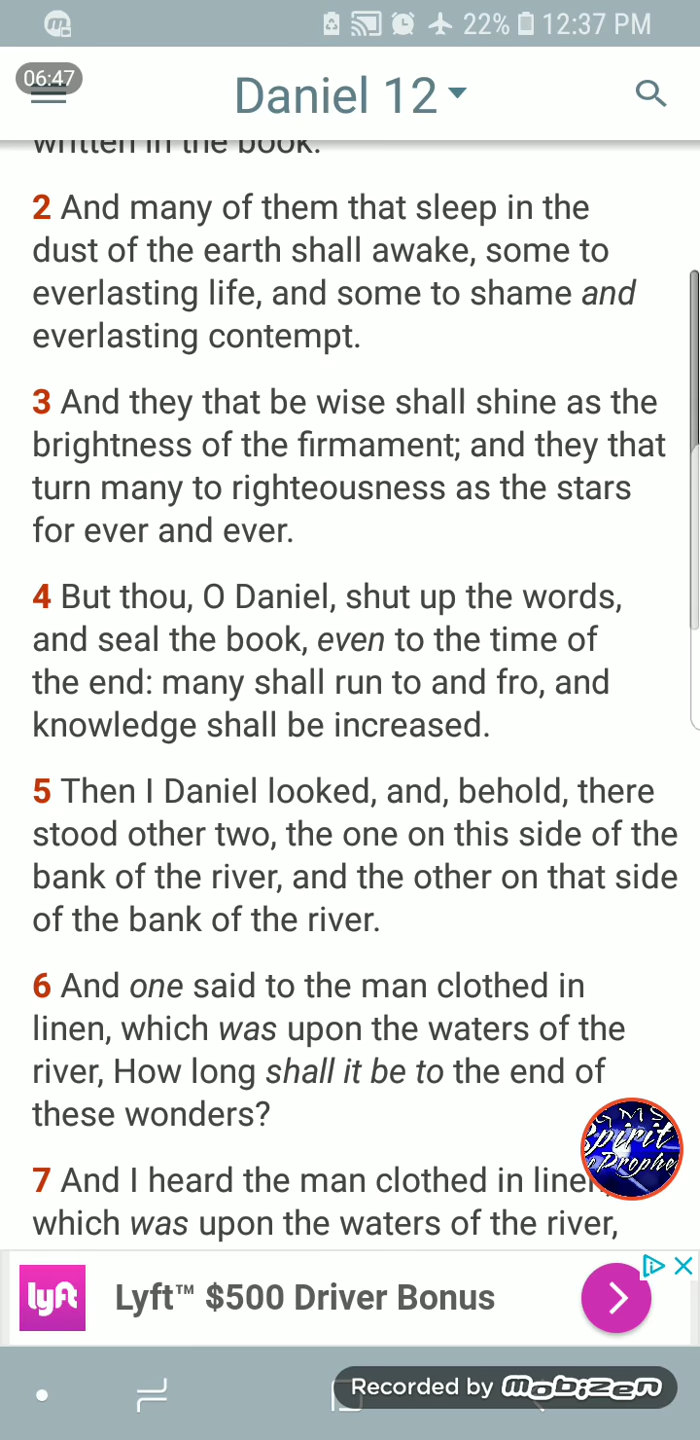 22% 12:37 PM
06:47
Daniel 12
written in the book.
2 And many of them that sleep in the
dust of the earth shall awake, some to
everlasting life, and some to shame and
everlasting contempt.
3 And they that be wise shall shine as the
brightness of the firmament; and they that
turn many to righteousness as the stars
for ever and ever.
4 But thou, O Daniel, shut up the words,
and seal the book, even to the time of
the end: many shall run to and fro, and
knowledge shall be increased.
5 Then I Daniel looked, and, behold, there
stood other two, the one on this side of the
bank of the river, and the other on that side
of the bank of the river.
6 And one said to the man clothed in
linen, which was upon the waters of the
river, How long shall it be to the end of
these wonders?
GMS
Spirit
7 And I heard the man clothed in linen,
which was upon the waters of the river,
lyft
Lyft™ $500 Driver Bonus
Recorded by mobizen